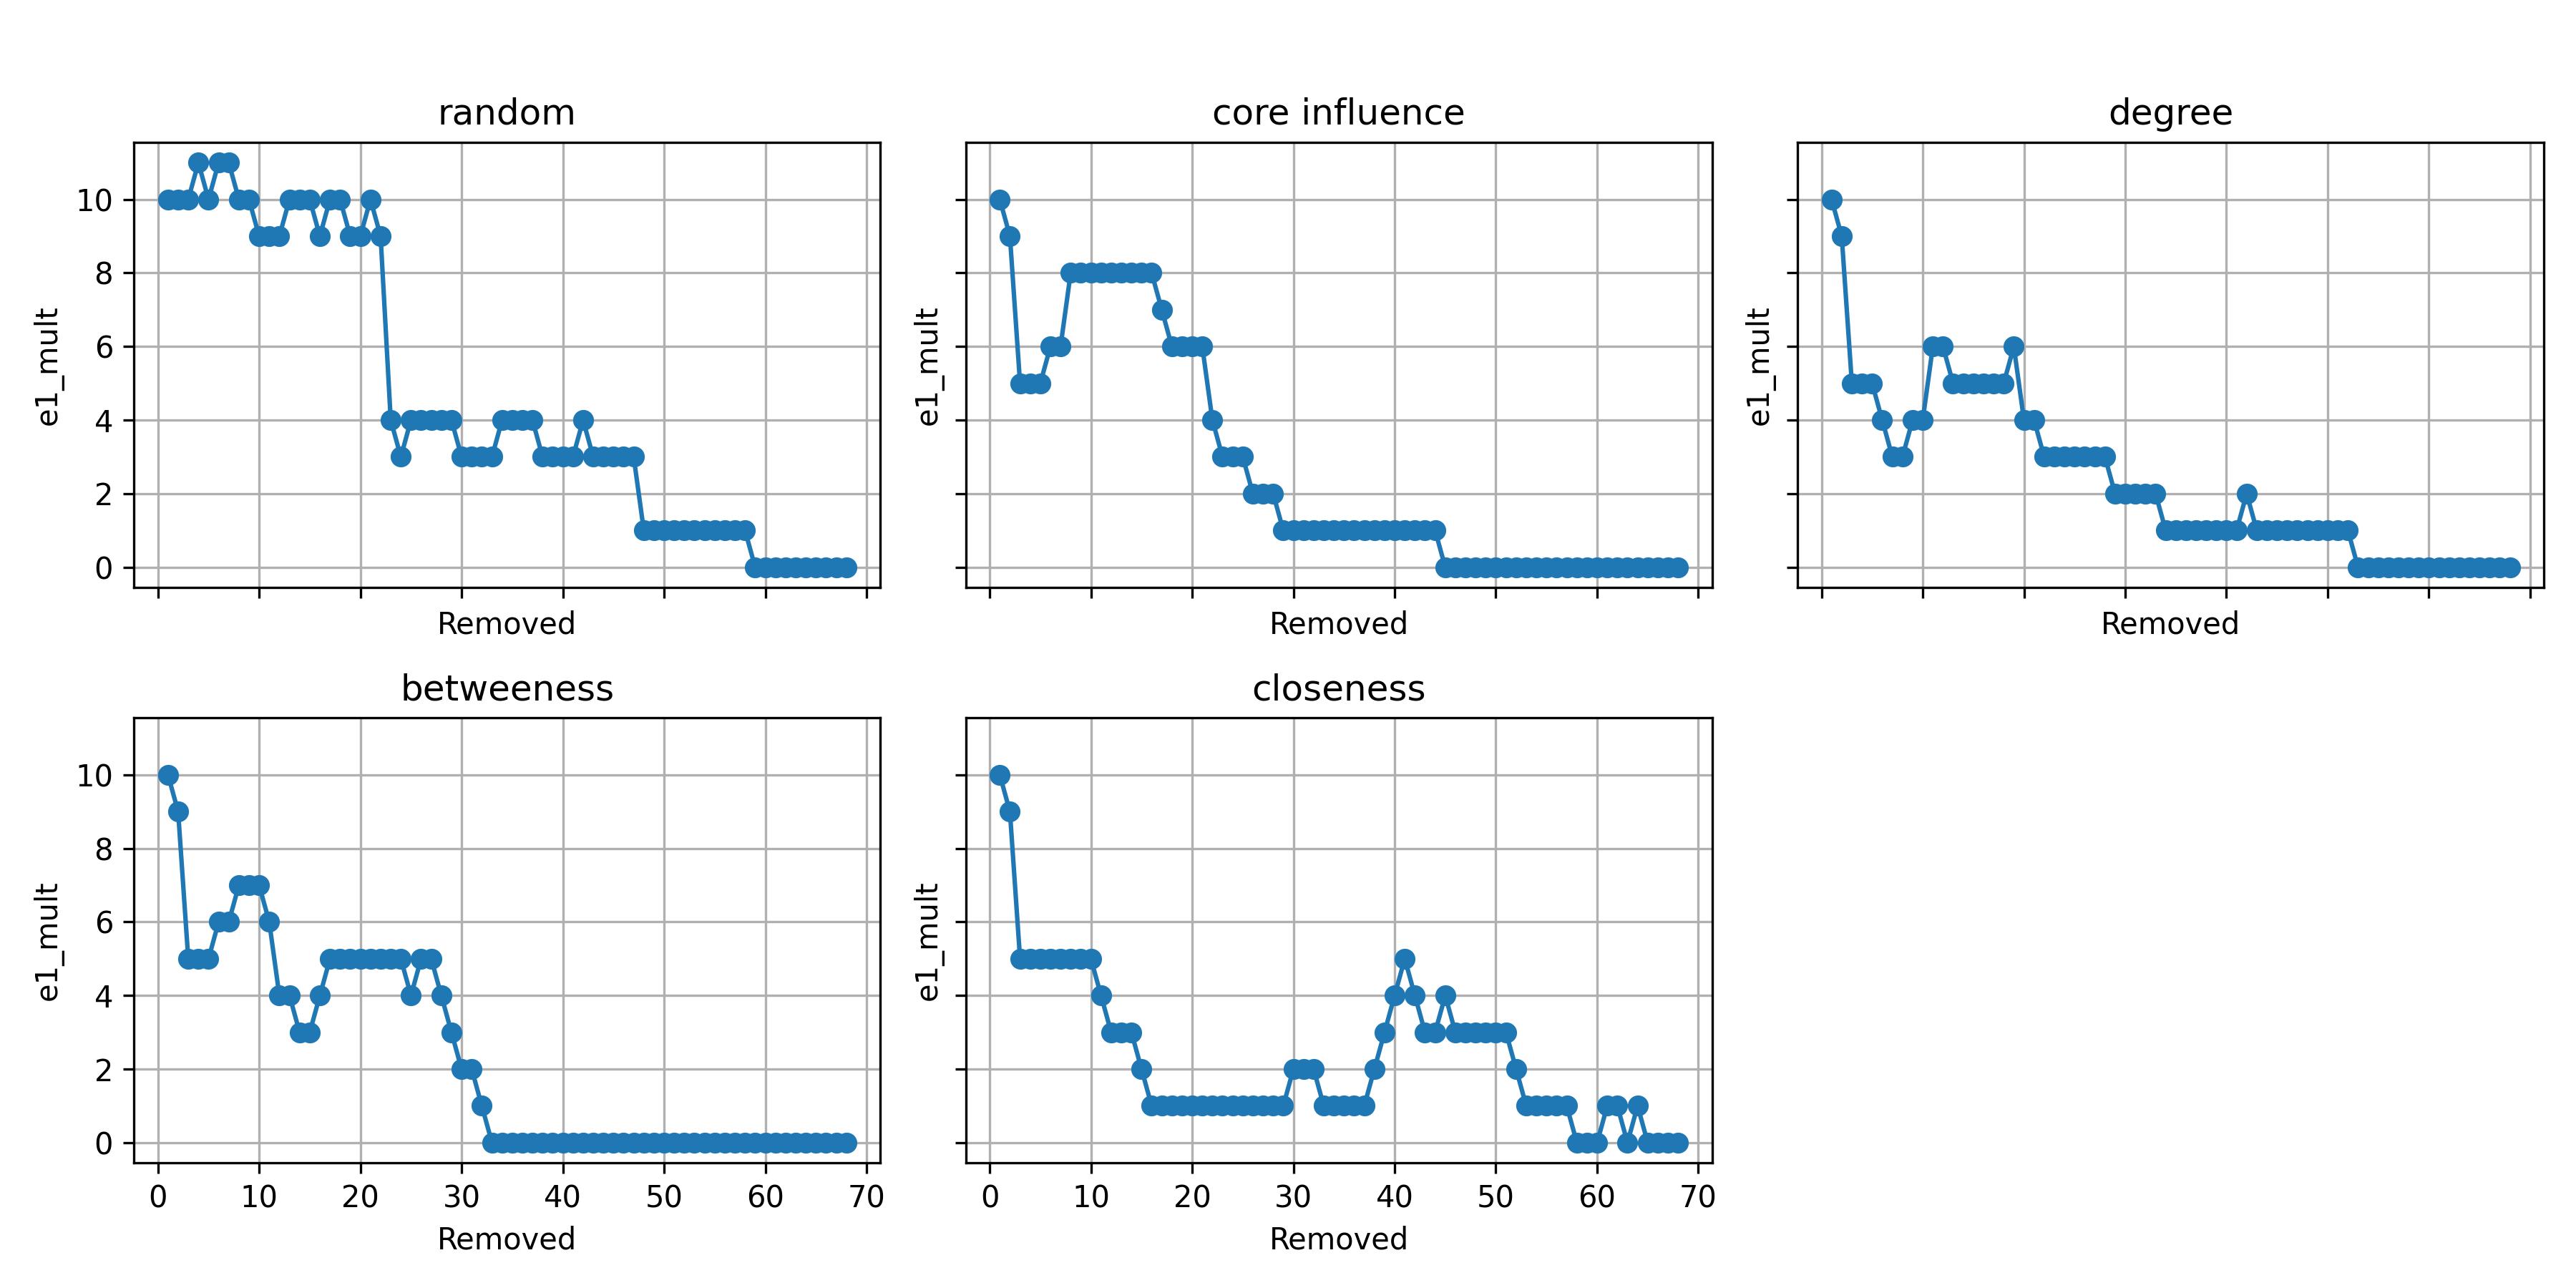 random
core influence
degree
10
8
6
4
2
0
e1_mult
e1_mult
e1_mult
Removed
Removed
Removed
betweeness
closeness
10
8
6
4
2
0
e1_mult
e1_mult
0 10 20 30 40 50 60 70
0 10 20 30 40 50 60 70
Removed
Removed